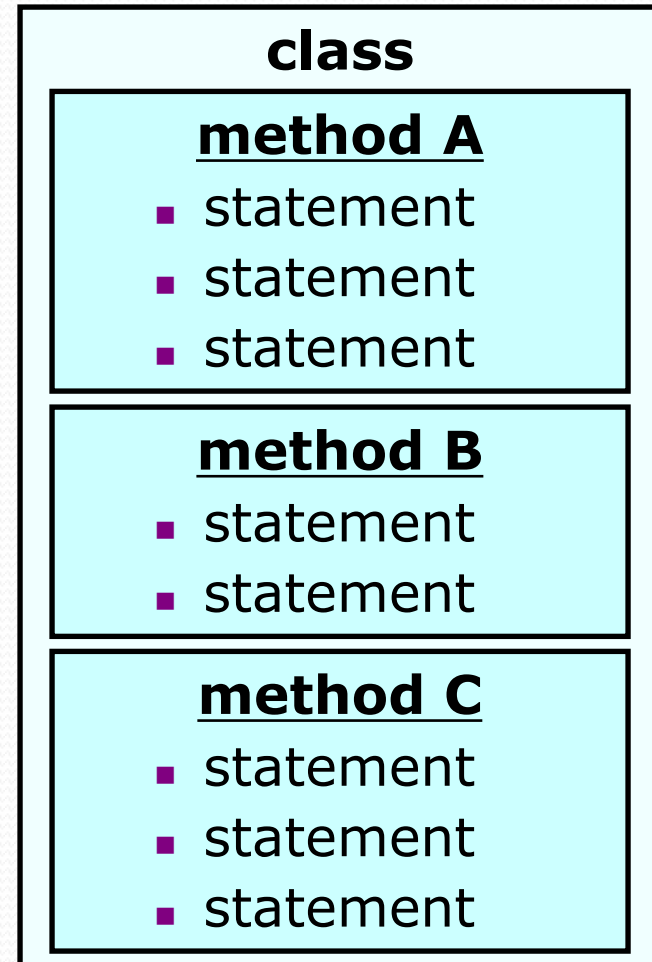 class
method A
▪ statement
▪ statement
▪ statement
method B
▪ statement
▪ statement
method C
▪ statement
▪ statement
▪ statement